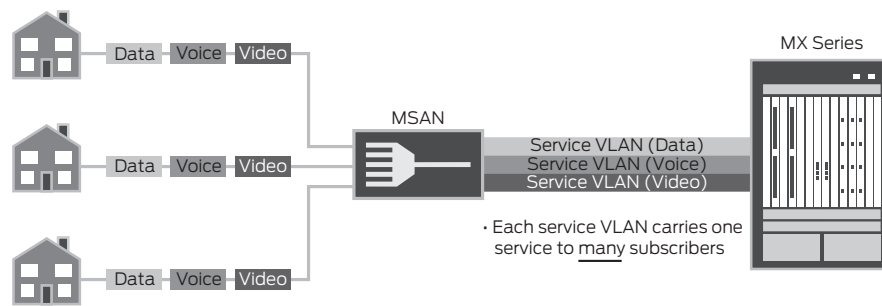 MX Series
Data Voice Video
MSAN
Service VLAN (Data)
Service VLAN (Voice)
Service VLAN (Video)
Data Voice Video
· Each service VLAN carries one
service to many subscribers
Data Voice Video